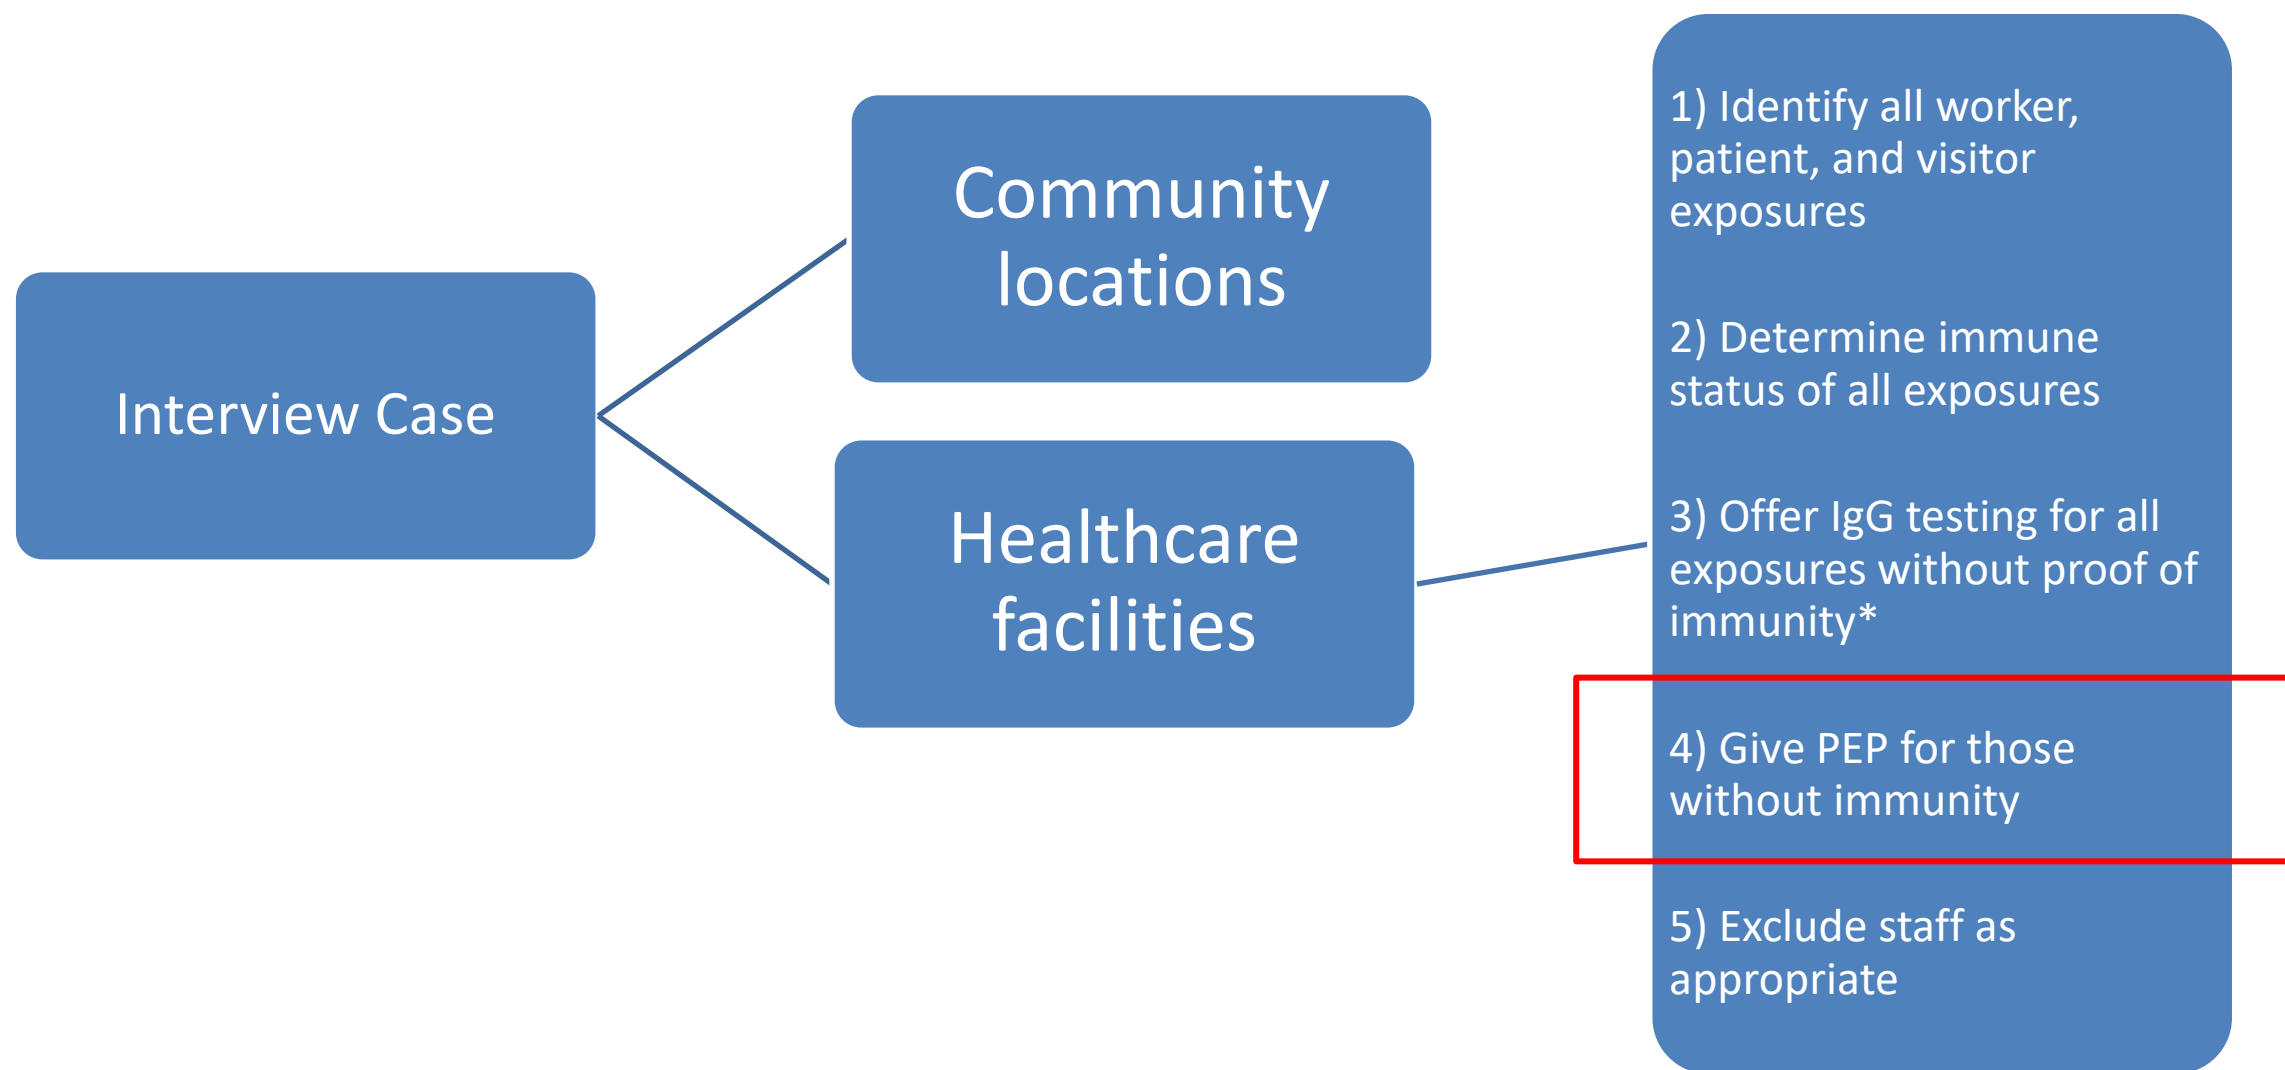 Interview Case
Community
locations
Healthcare
facilities
1) Identify all worker,
patient, and visitor
exposures
2) Determine immune
status of all exposures
3) Offer IgG testing for all
exposures without proof of
immunity*
4) Give PEP for those
without immunity
5) Exclude staff as
appropriate